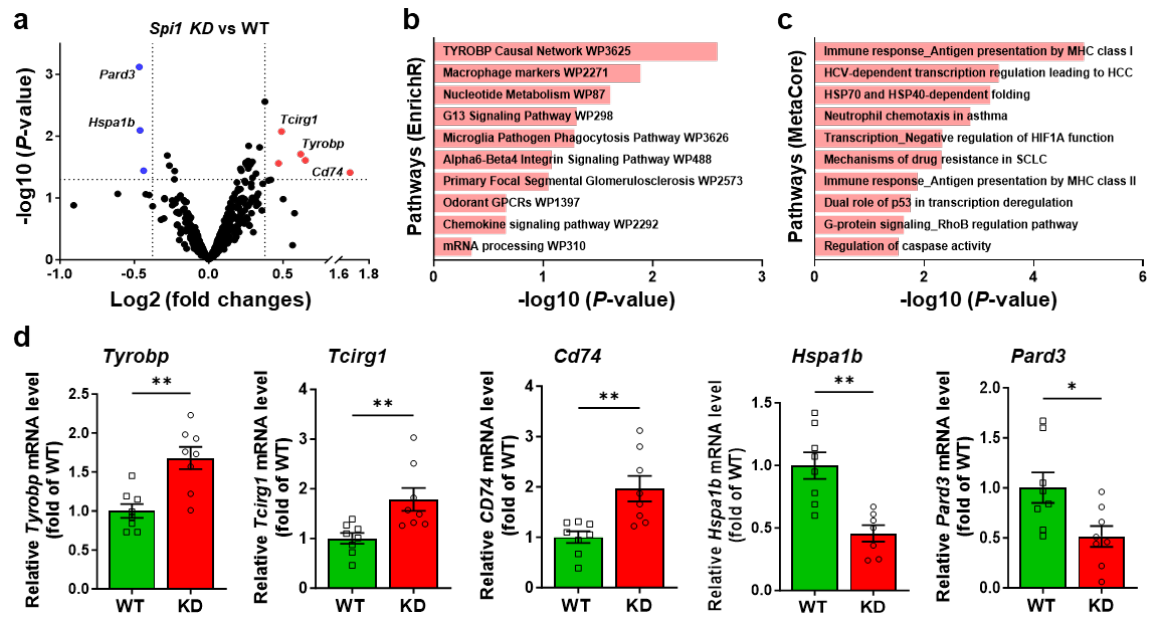 a
Spi1 KD vs WT
-log10 (P-value)
3
2
1
0
Pard3
Hspa1b
Tcirg1
Tyrobp
Cd74
-1.0
-0.5
0.0
0.5
1.6
1.8
Log2 (fold changes)
b
Pathways (EnrichR)
TYROBP Causal Network WP3625
Macrophage markers WP2271
Nucleotide Metabolism WP87
G13 Signaling Pathway WP298
Microglia Pathogen Phagocytosis Pathway WP3626
Alpha6-Beta4 Integrin Signaling Pathway WP488
Primary Focal Segmental Glomerulosclerosis WP2573
Odorant GPCRs WP1397
Chemokine signaling pathway WP2292
mRNA processing WP310
0
1
2
3
-log10 (P-value)
c
Pathways (MetaCore)
Immune response_Antigen presentation by MHC class I
HCV-dependent transcription regulation leading to HCC
HSP70 and HSP40-dependent folding
Neutrophil chemotaxis in asthma
Transcription_Negative regulation of HIF1A function
Mechanisms of drug resistance in SCLC
Immune response_Antigen presentation by MHC class II
Dual role of p53 in transcription deregulation
G-protein signaling_RhoB regulation pathway
Regulation of caspase activity
0
2
4
6
-log10 (P-value)
d
Tyrobp
Relative Tyrobp mRNA level
(fold of WT)
2.5
2.0
1.5
1.0
0.5
0.0
**
WT
KD
Tcirg1
Relative Tcirg1 mRNA level
(fold of WT)
4
3
2
1
0
**
WT
KD
Cd74
Relative CD74 mRNA level
(fold of WT)
4
3
2
1
0
**
WT
KD
Hspa1b
Relative Hspa1b mRNA level
(fold of WT)
1.5
1.0
0.5
0.0
**
WT
KD
Pard3
Relative Pard3 mRNA level
(fold of WT)
2.0
1.5
1.0
0.5
0.0
*
WT
KD